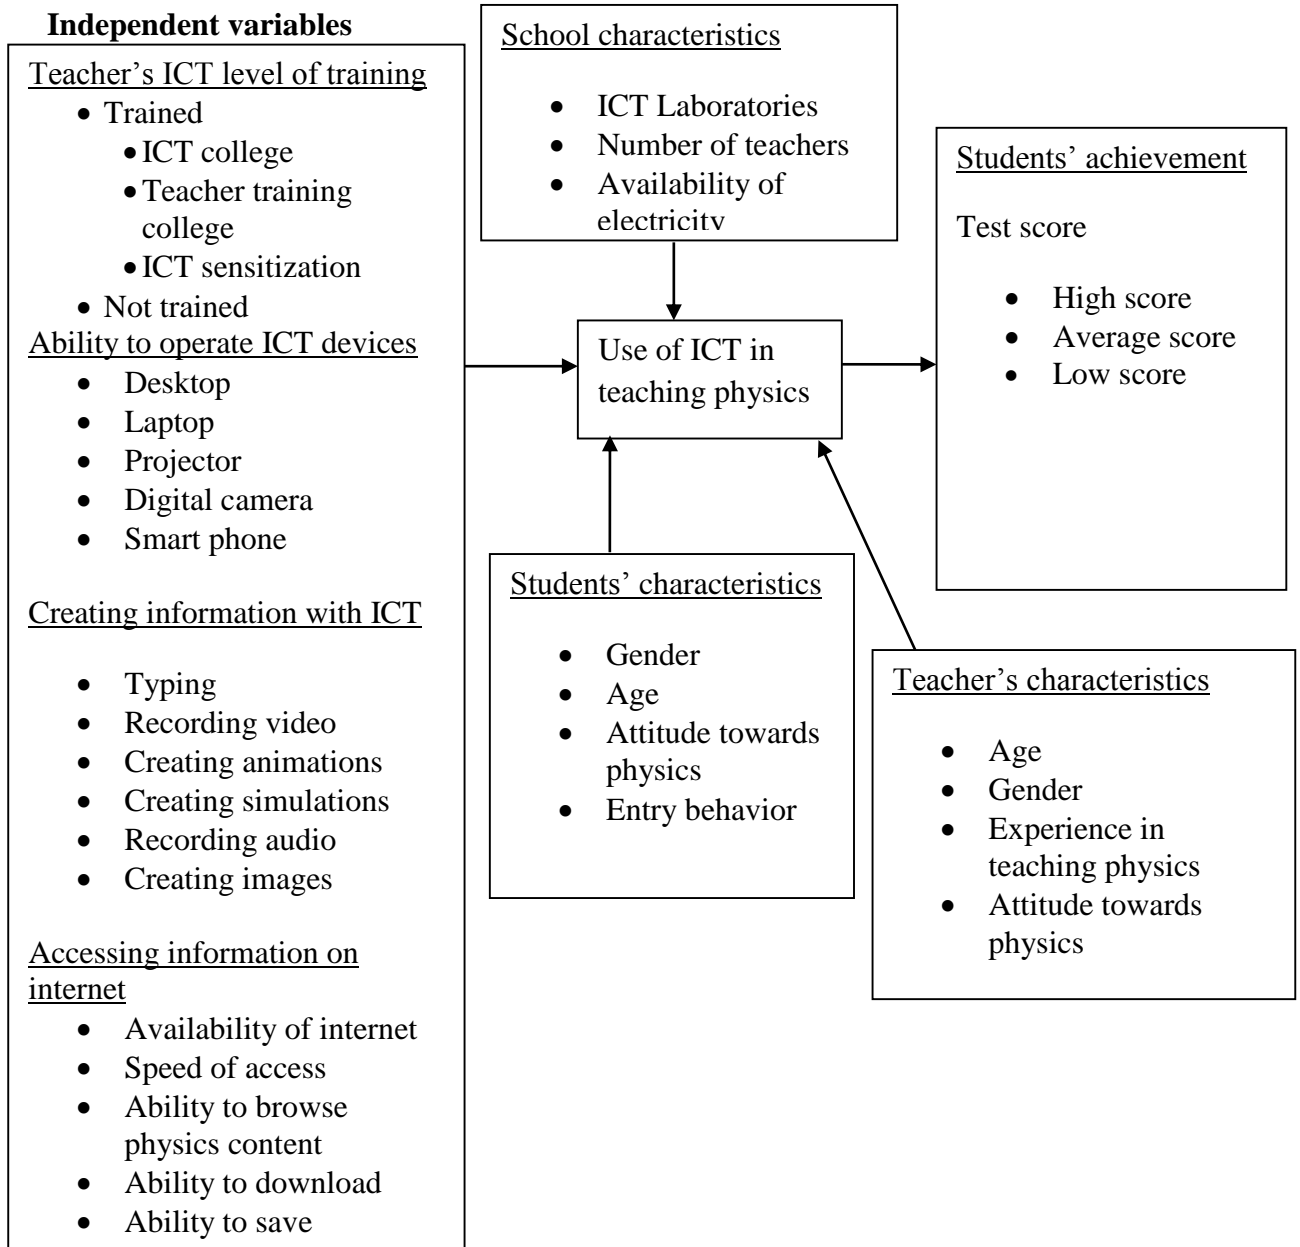 Independent variables
Teacher’s ICT level of training
• Trained
• ICT college
• Teacher training
college
• ICT sensitization
• Not trained
Ability to operate ICT devices
• Desktop
• Laptop
• Projector
• Digital camera
• Smart phone
Creating information with ICT
• Typing
• Recording video
• Creating animations
• Creating simulations
• Recording audio
• Creating images
Accessing information on
internet
• Availability of internet
• Speed of access
• Ability to browse
physics content
• Ability to download
• Ability to save
School characteristics
• ICT Laboratories
• Number of teachers
• Availability of
electricity
Use of ICT in
teaching physics
Students’ characteristics
• Gender
• Age
• Attitude towards
physics
• Entry behavior
Students’ achievement
Test score
• High score
• Average score
• Low score
Teacher’s characteristics
• Age
• Gender
• Experience in
teaching physics
• Attitude towards
physics